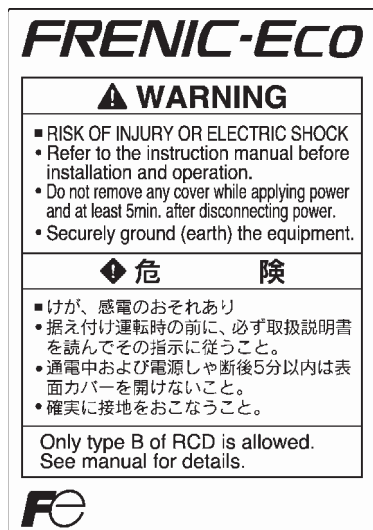 FRENIC-Eco
WARNING
■ RISK OF INJURY OR ELECTRIC SHOCK
• Refer to the instruction manual before
installation and operation.
• Do not remove any cover while applying power
and at least 5min. after disconnecting power.
• Securely ground (earth) the equipment.
危 険
■けが、感電のおそれあり
•据え付け運転時の前に、必ず取扱説明書
を読んでその指示に従うこと。
•通電中および電源しゃ断後5分以内は表
面カバーを開けないこと。
•確実に接地をおこなうこと。
Only type B of RCD is allowed.
See manual for details.
Fe